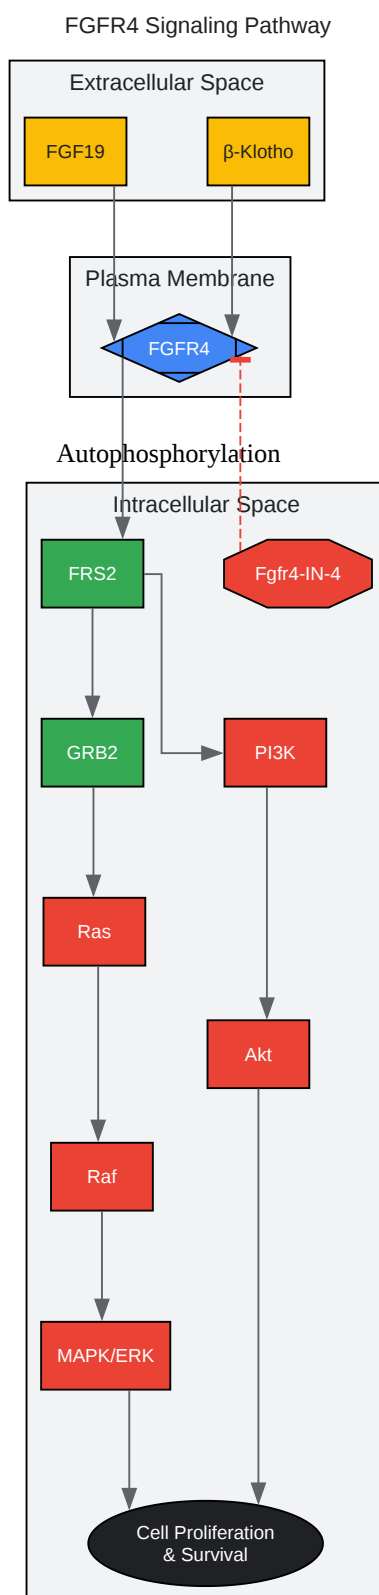 FGFR4 Signaling Pathway
Extracellular Space
FGF19
β-Klotho
Plasma Membrane
FGFR4
Autophosphorylation
Intracellular Space
FRS2
Fgfr4-IN-4
GRB2
PI3K
Ras
Akt
Raf
MAPK/ERK
Cell Proliferation
& Survival